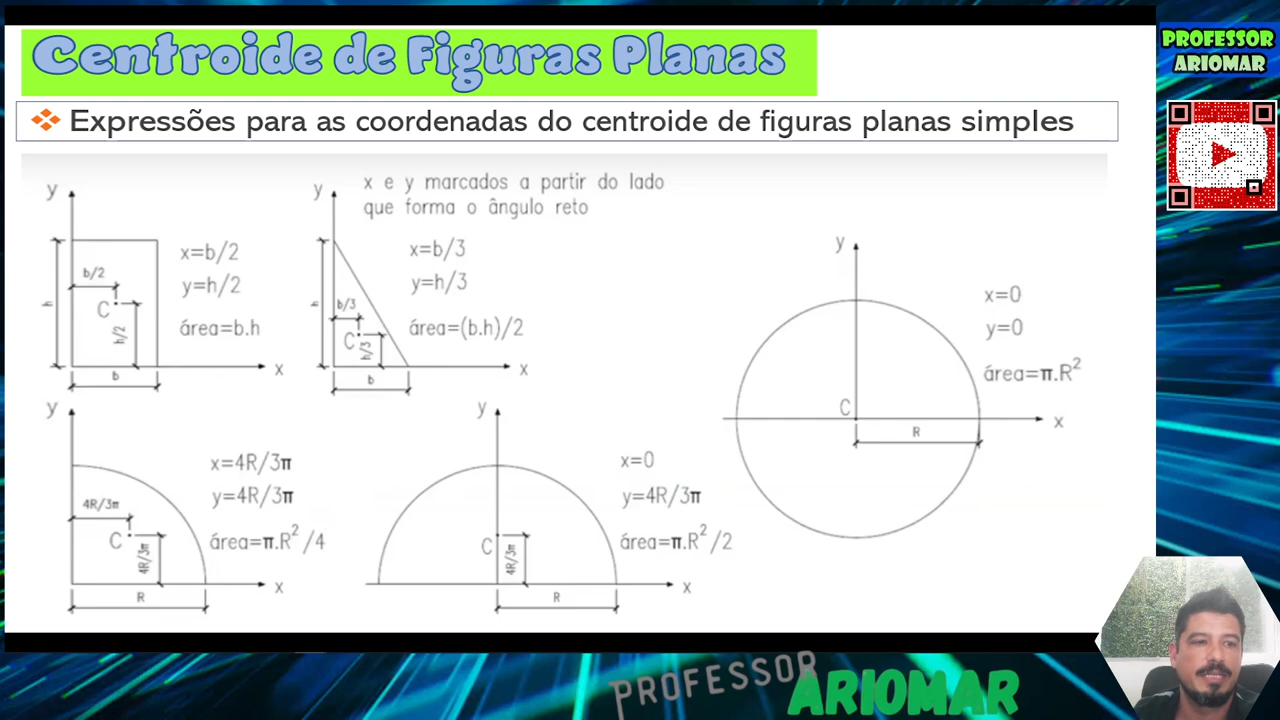 Centroide de Figuras Planas
PROFESSOR
ARIOMAR
Expressões para as coordenadas do centroide de figuras planas simples
y
b/2
C
h/2
h
b
x
x=b/2
y=h/2
área=b.h
y
x e y marcados a partir do lado
que forma o ângulo reto
x=b/3
y=h/3
área=(b.h)/2
b/3
C
h/3
h
b
x
y
x=0
y=0
área=π.R²
C
R
x
y
x=4R/3π
y=4R/3π
área=π.R²/4
4R/3π
C
4R/3π
R
x
y
x=0
y=4R/3π
área=π.R²/2
C
4R/3π
R
x
PROFESSOR
ARIOMAR